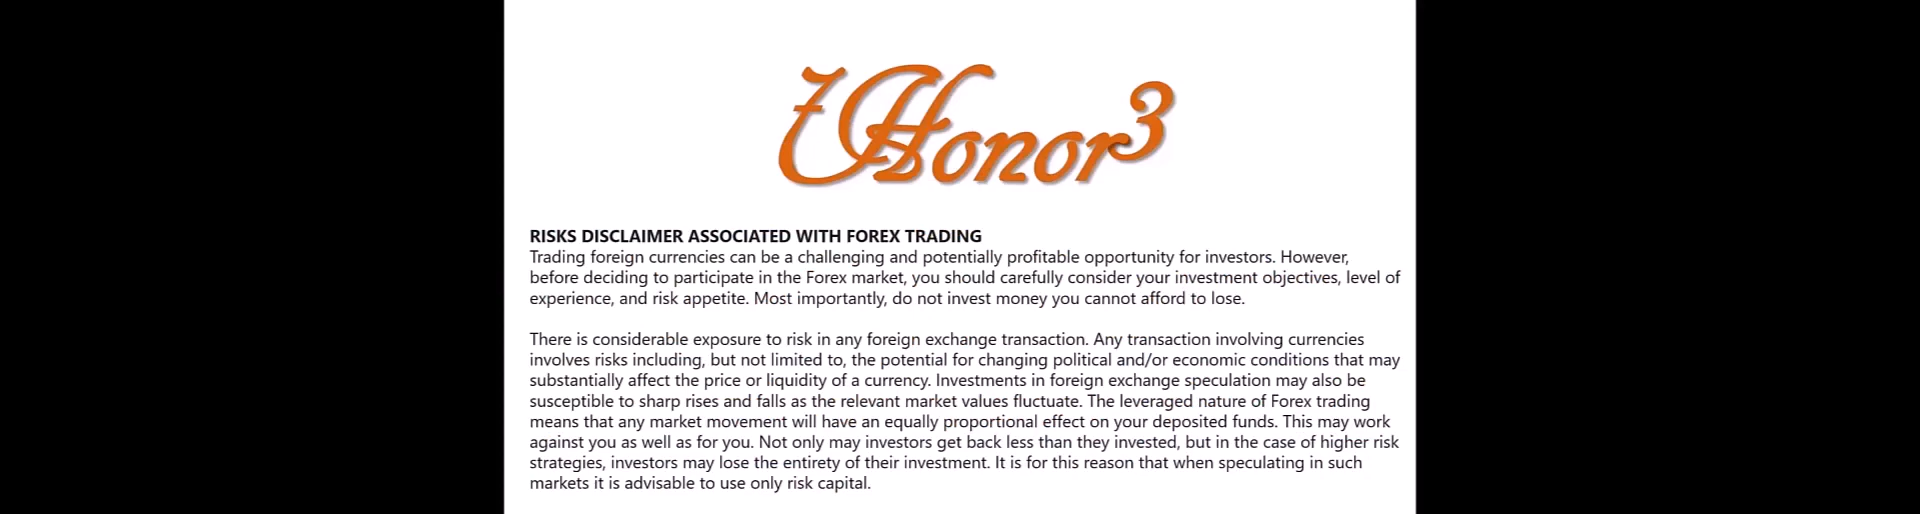 Honor³
RISKS DISCLAIMER ASSOCIATED WITH FOREX TRADING
Trading foreign currencies can be a challenging and potentially profitable opportunity for investors. However,
before deciding to participate in the Forex market, you should carefully consider your investment objectives, level of
experience, and risk appetite. Most importantly, do not invest money you cannot afford to lose.
There is considerable exposure to risk in any foreign exchange transaction. Any transaction involving currencies
involves risks including, but not limited to, the potential for changing political and/or economic conditions that may
substantially affect the price or liquidity of a currency. Investments in foreign exchange speculation may also be
susceptible to sharp rises and falls as the relevant market values fluctuate. The leveraged nature of Forex trading
means that any market movement will have an equally proportional effect on your deposited funds. This may work
against you as well as for you. Not only may investors get back less than they invested, but in the case of higher risk
strategies, investors may lose the entirety of their investment. It is for this reason that when speculating in such
markets it is advisable to use only risk capital.